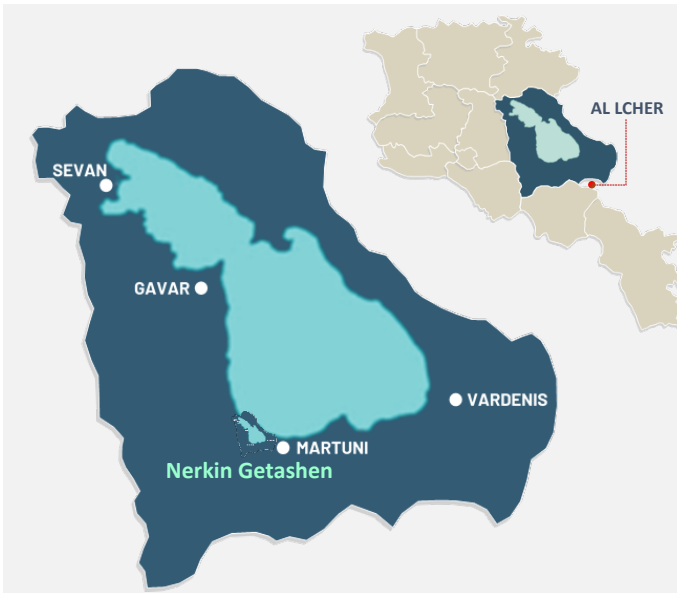 AL LCHER
SEVAN
GAVAR
VARDENIS
MARTUNI
Nerkin Getashen